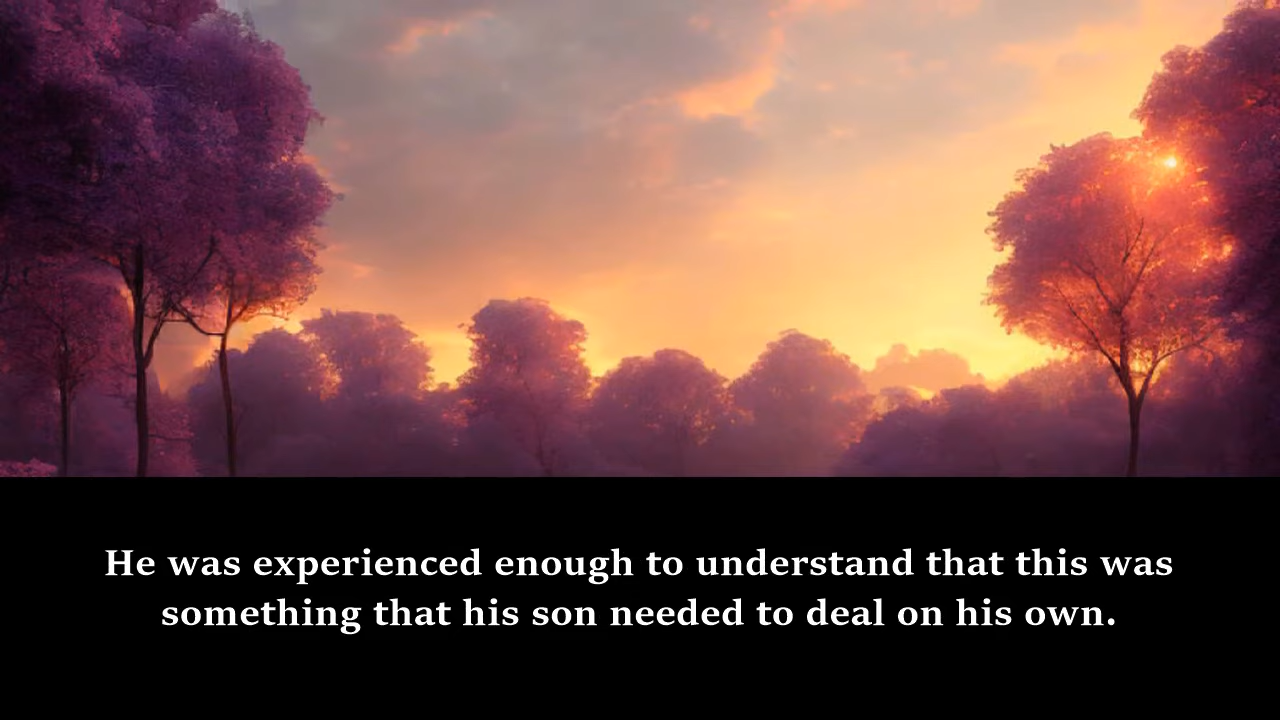 He was experienced enough to understand that this was
something that his son needed to deal on his own.